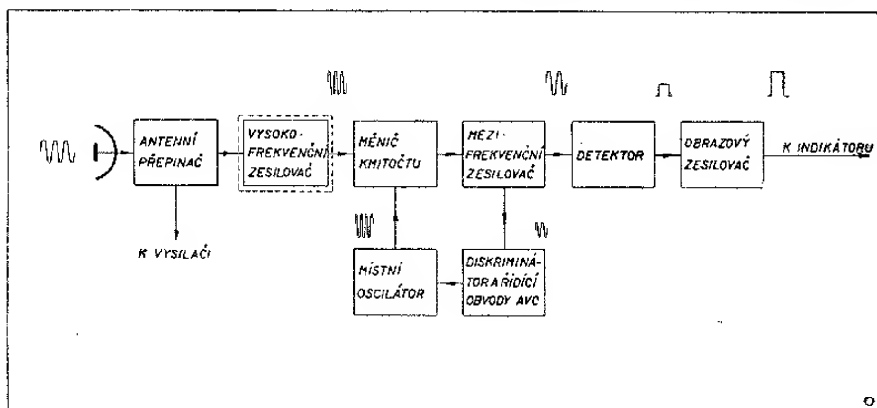 ANTENNÍ
PŘEPINAČ
VYSOKO-
FREKVENČNÍ
ZESILOVAČ
MĚNIČ
KMITOČTU
MEZI-
FREKVENČNÍ
ZESILOVAČ
DETEKTOR
OBRAZOVÝ
ZESILOVAČ
K INDIKÁTORU
K VYSILAČI
MÍSTNÍ
OSCILÁTOR
DISKRIMINÁ-
TOR A ŘÍDÍCÍ
OBVODY AVC